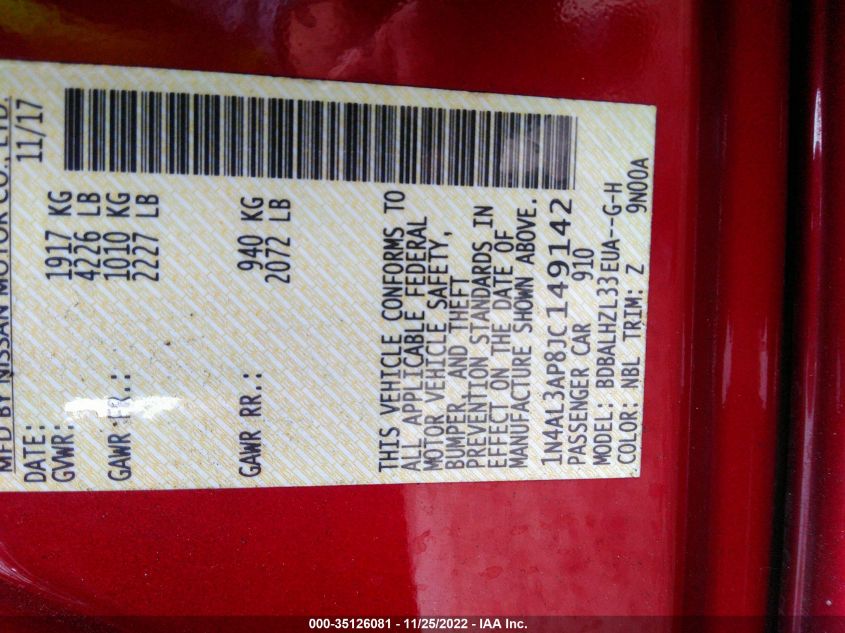 MFD BY NISSAN MOTOR CO., LTD.
DATE: 11/17
GVWR: 1917 KG
4226 LB
GAWR FR.: 1010 KG
2227 LB
GAWR RR.: 940 KG
2072 LB
THIS VEHICLE CONFORMS TO
ALL APPLICABLE FEDERAL
MOTOR VEHICLE SAFETY,
BUMPER, AND THEFT
PREVENTION STANDARDS IN
EFFECT ON THE DATE OF
MANUFACTURE SHOWN ABOVE.
1N4AL3AP8JC149142
PASSENGER CAR 910
MODEL: BDBALHZL33EUA--G-H
COLOR: NBL TRIM: Z 9N00A
000-35126081 - 11/25/2022 - IAA Inc.